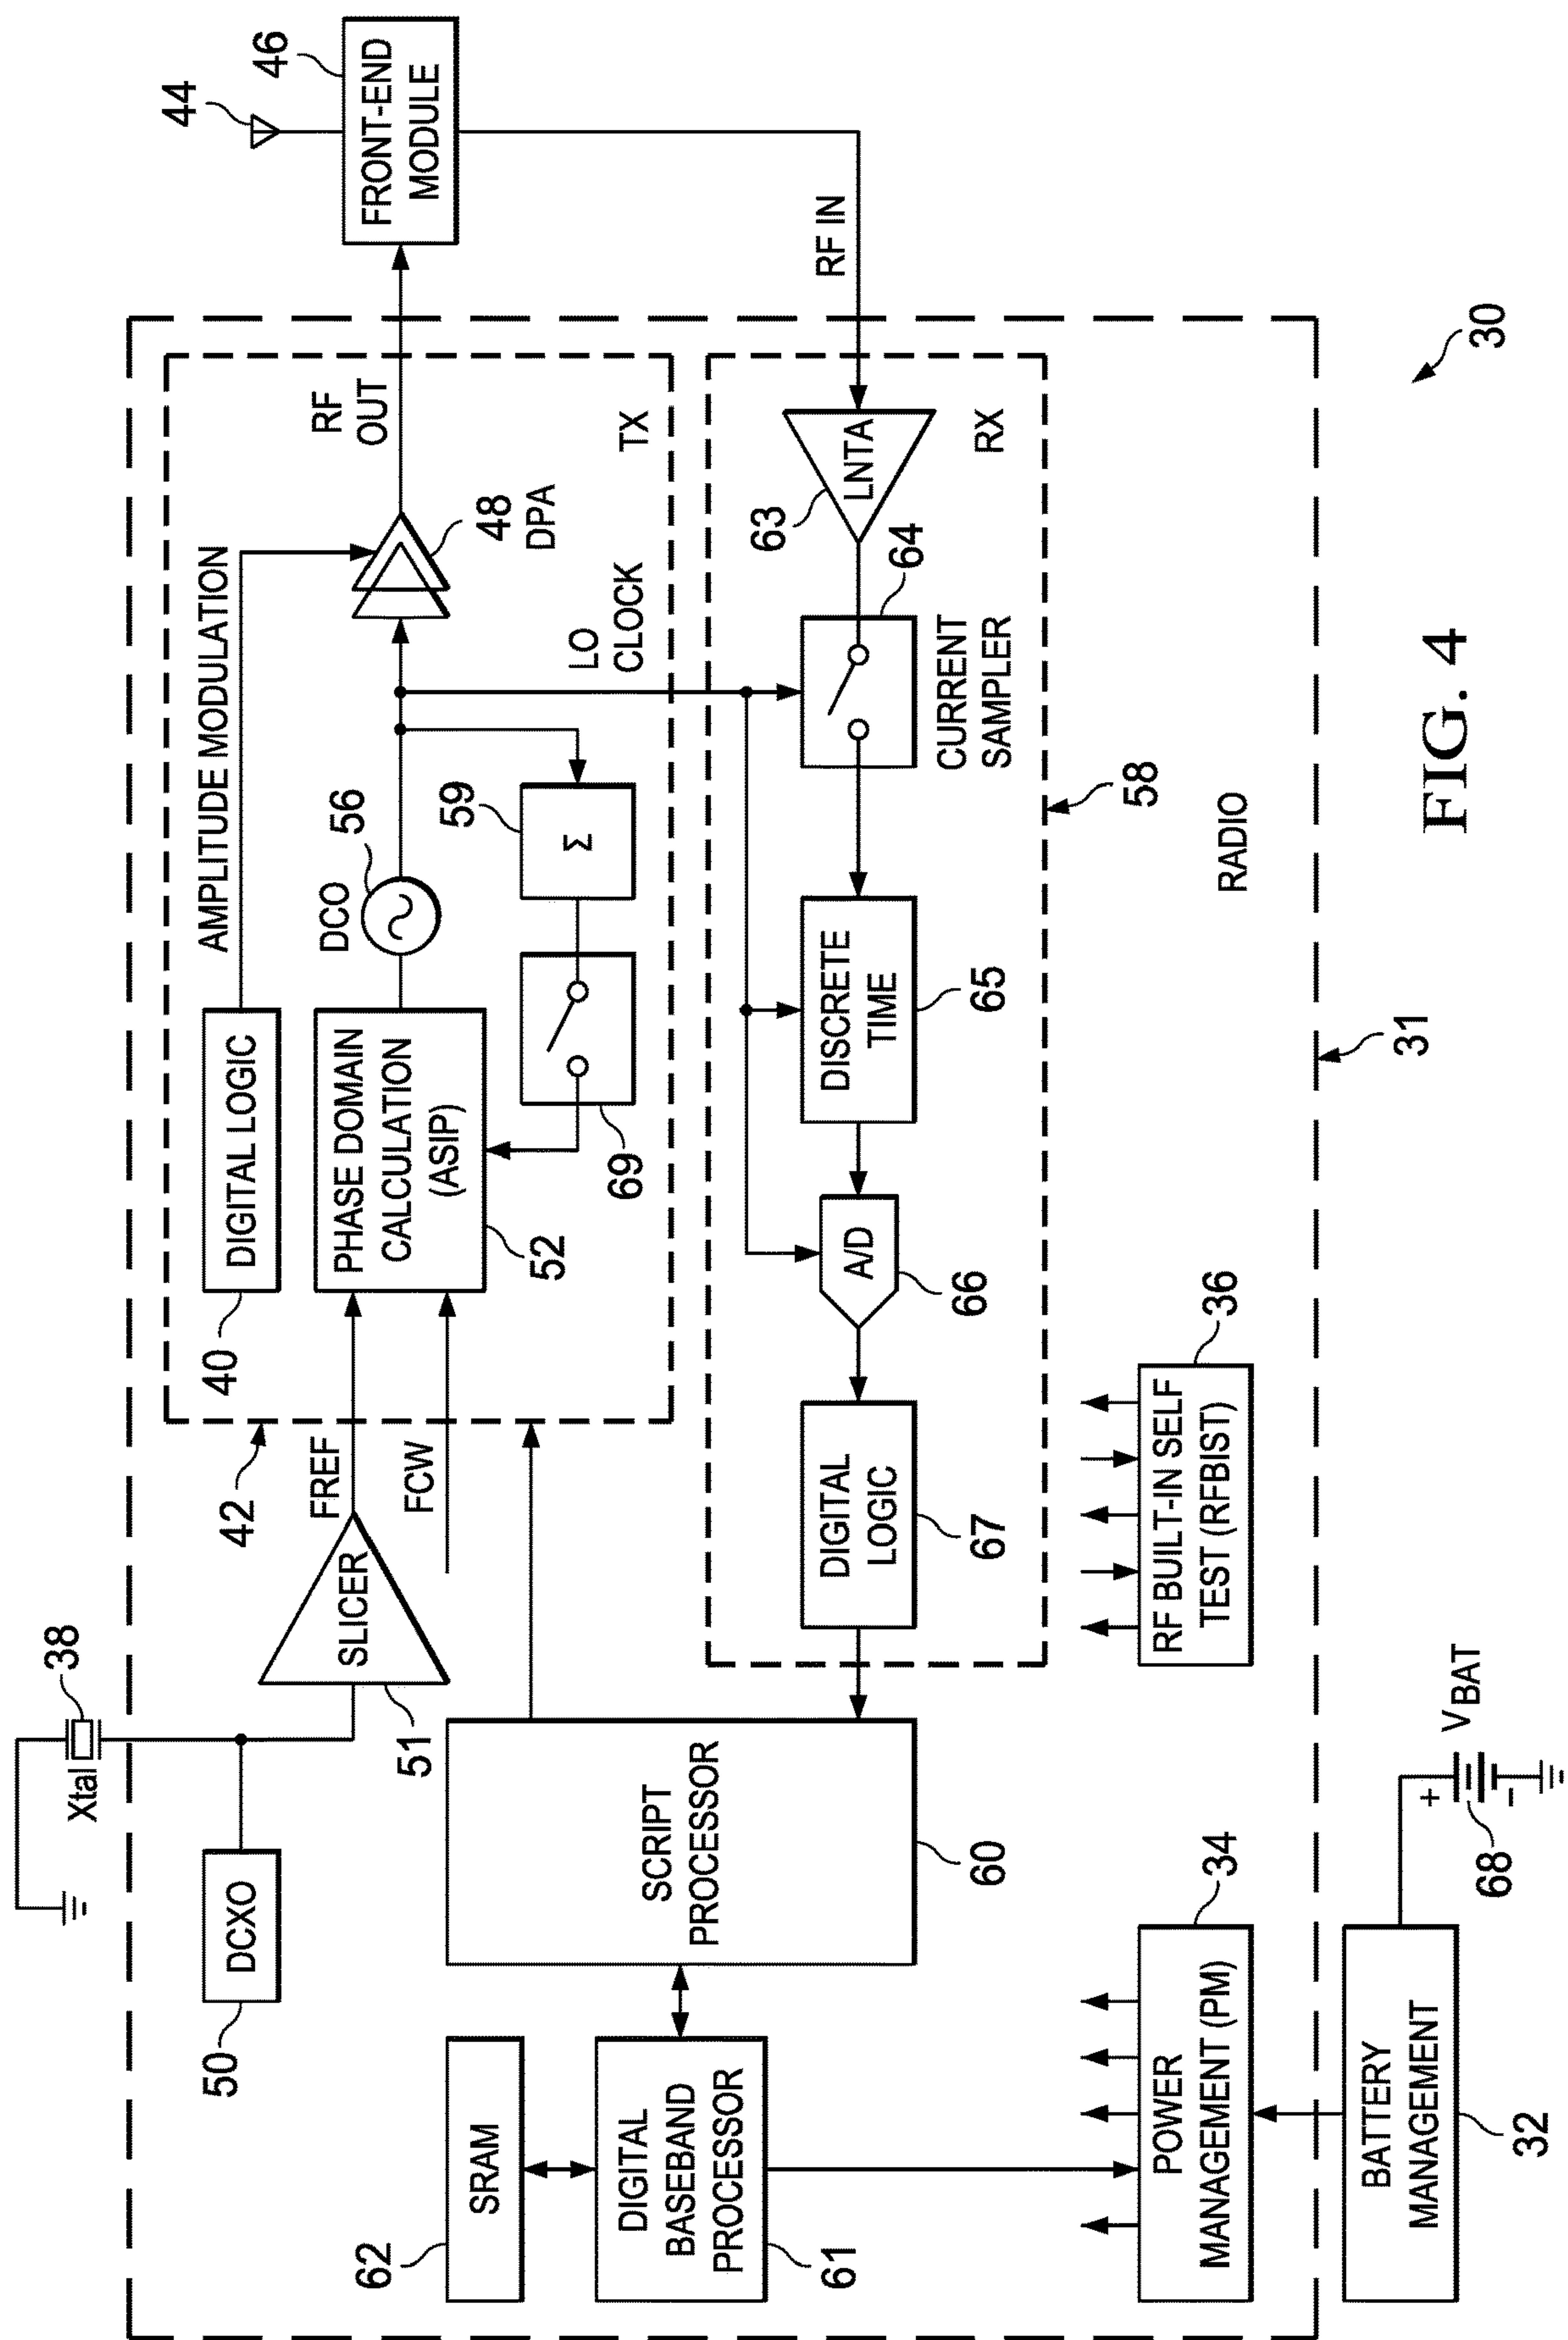 38
Xtal
DCXO
50
SLICER
51
FREF
FCW
42
40
DIGITAL LOGIC
AMPLITUDE MODULATION
PHASE DOMAIN
CALCULATION
(ASIP)
52
DCO
56
59
Σ
69
48
DPA
RF
OUT
TX
LO
CLOCK
44
46
FRONT-END
MODULE
RF IN
62
SRAM
DIGITAL
BASEBAND
PROCESSOR
61
SCRIPT
PROCESSOR
60
DIGITAL
LOGIC
67
A/D
66
DISCRETE
TIME
65
64
CURRENT
SAMPLER
63
LNTA
RX
58
POWER
MANAGEMENT (PM)
34
RF BUILT-IN SELF
TEST (RFBIST)
36
RADIO
31
30
BATTERY
MANAGEMENT
32
68
+
–
VBAT
FIG. 4